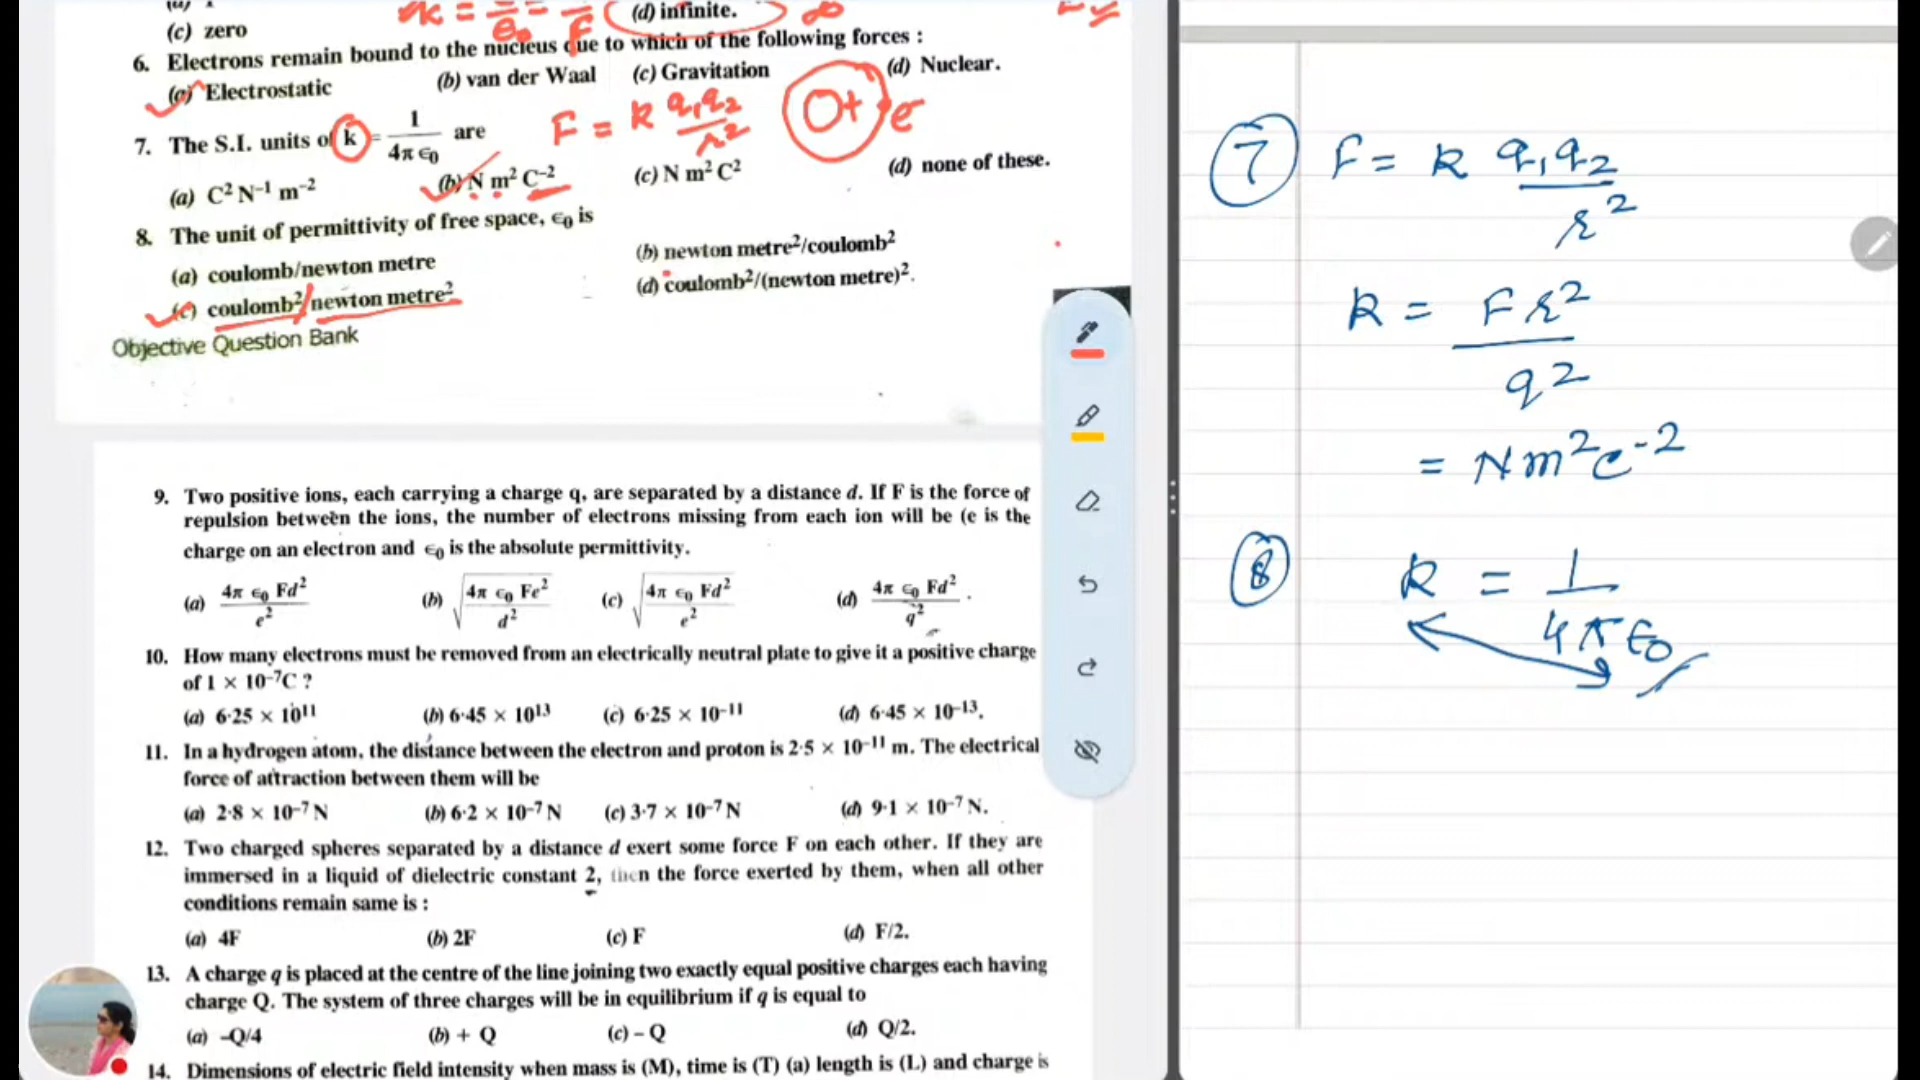 (d) infinite. ∞
(c) zero
6. Electrons remain bound to the nucleus due to which of the following forces :
(a) Electrostatic (b) van der Waal (c) Gravitation (d) Nuclear.
F = k q₁q₂/r² O+ e
7. The S.I. units of k = 1/4π ϵ₀ are
(a) C² N⁻¹ m⁻² (b) N m² C⁻² (c) N m² C² (d) none of these.
8. The unit of permittivity of free space, ϵ₀ is
(a) coulomb/newton metre (b) newton metre²/coulomb²
(c) coulomb²/newton metre² (d) coulomb²/(newton metre)².
Objective Question Bank
9. Two positive ions, each carrying a charge q, are separated by a distance d. If F is the force of
repulsion between the ions, the number of electrons missing from each ion will be (e is the
charge on an electron and ϵ₀ is the absolute permittivity.
(a) 4π ϵ₀ Fd²/e² (b) √(4π ϵ₀ Fe²/d²) (c) √(4π ϵ₀ Fd²/e²) (d) 4π ϵ₀ Fd²/q² .
10. How many electrons must be removed from an electrically neutral plate to give it a positive charge
of 1 × 10⁻⁷C ?
(a) 6·25 × 10¹¹ (b) 6·45 × 10¹³ (c) 6·25 × 10⁻¹¹ (d) 6·45 × 10⁻¹³.
11. In a hydrogen atom, the distance between the electron and proton is 2·5 × 10⁻¹¹ m. The electrical
force of attraction between them will be
(a) 2·8 × 10⁻⁷ N (b) 6·2 × 10⁻⁷ N (c) 3·7 × 10⁻⁷ N (d) 9·1 × 10⁻⁷ N.
12. Two charged spheres separated by a distance d exert some force F on each other. If they are
immersed in a liquid of dielectric constant 2, then the force exerted by them, when all other
conditions remain same is :
(a) 4F (b) 2F (c) F (d) F/2.
13. A charge q is placed at the centre of the line joining two exactly equal positive charges each having
charge Q. The system of three charges will be in equilibrium if q is equal to
(a) –Q/4 (b) + Q (c) – Q (d) Q/2.
14. Dimensions of electric field intensity when mass is (M), time is (T) (a) length is (L) and charge is
7 F = k q₁q₂/r²
k = Fr²/q²
= Nm²c⁻²
8 k = 1/4πϵ₀